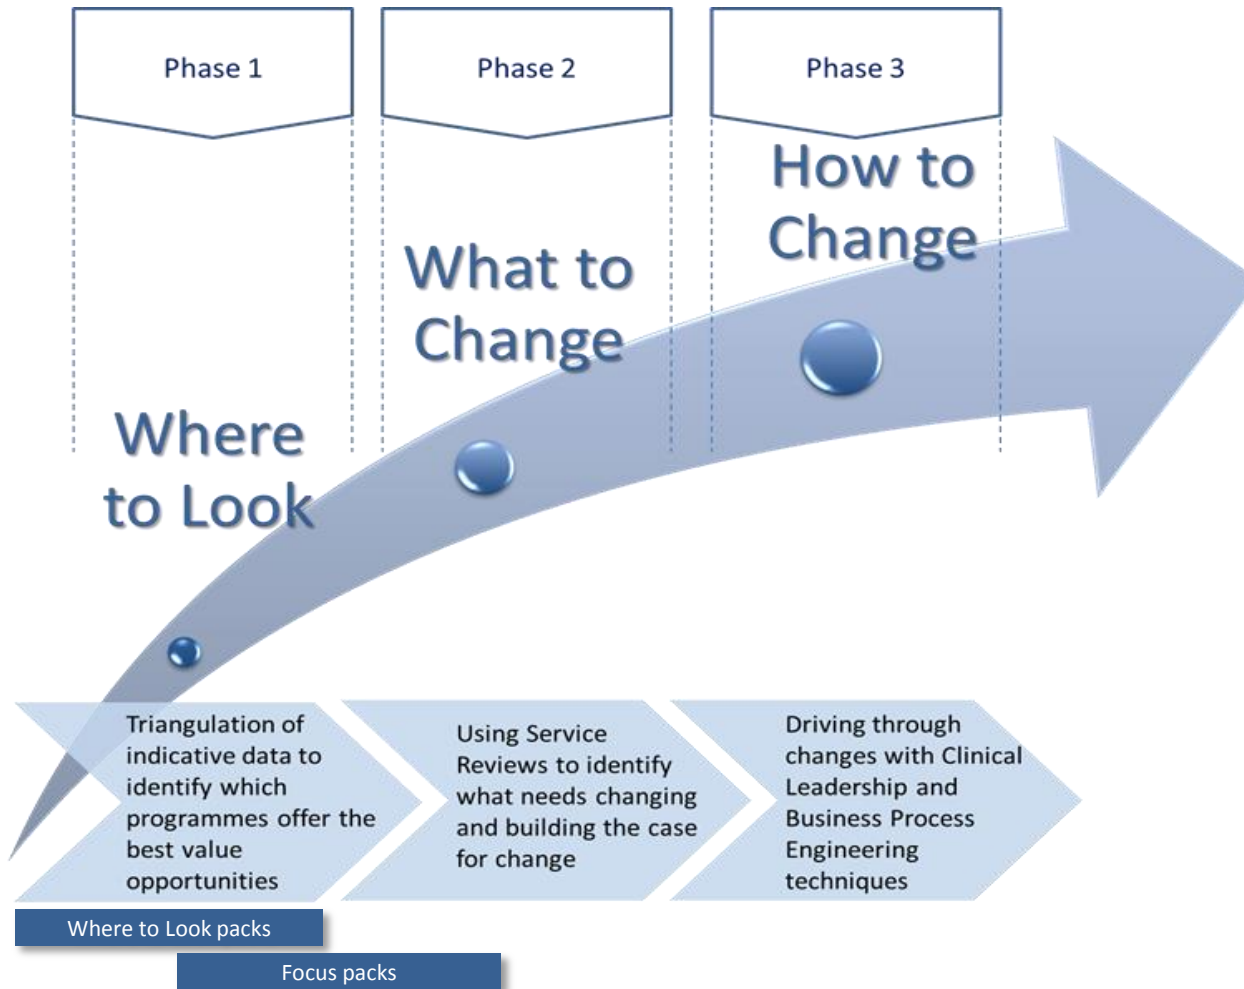 Phase 1
Phase 2
Phase 3
How to
Change
What to
Change
Where
to Look
Triangulation of
indicative data to
identify which
programmes offer the
best value
opportunities
Using Service
Reviews to identify
what needs changing
and building the case
for change
Driving through
changes with Clinical
Leadership and
Business Process
Engineering
techniques
Where to Look packs
Focus packs